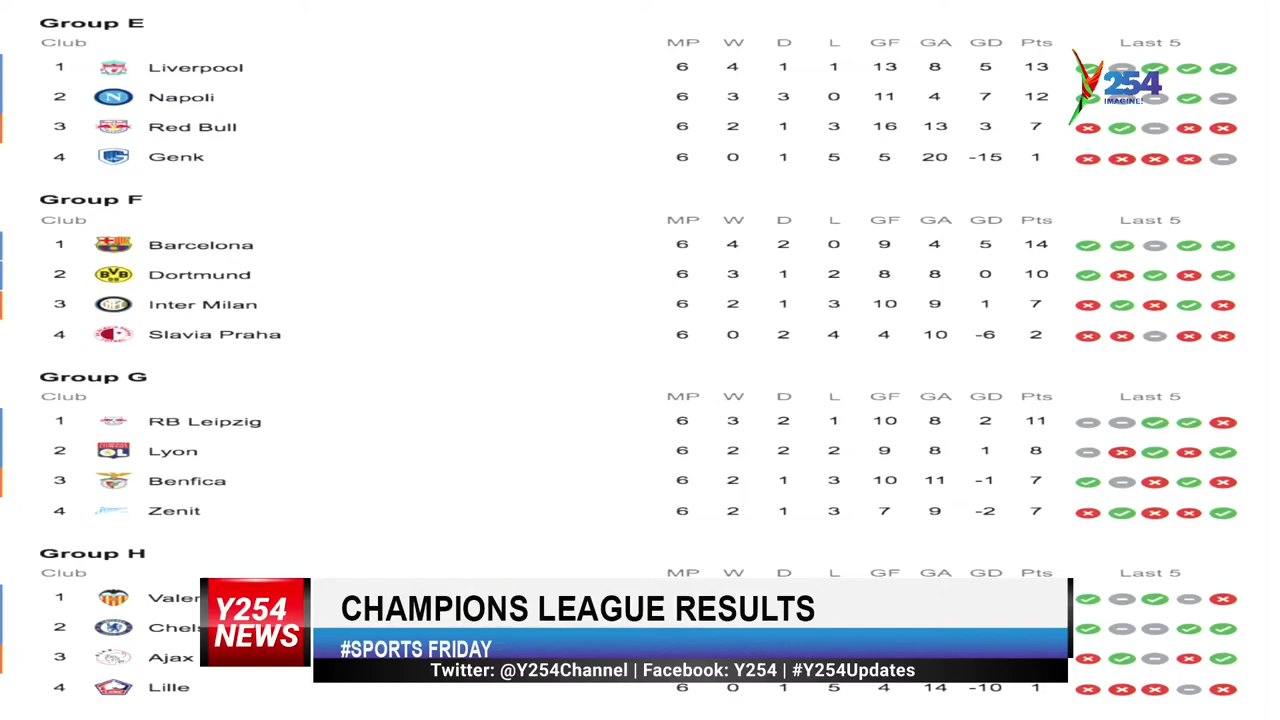 Group E
Club MP W D L GF GA GD Pts Last 5
1 Liverpool 6 4 1 1 13 8 5 13
2 Napoli 6 3 3 0 11 4 7 12
3 Red Bull 6 2 1 3 16 13 3 7
4 Genk 6 0 1 5 5 20 -15 1
Y254
IMAGINE!
Group F
Club MP W D L GF GA GD Pts Last 5
1 Barcelona 6 4 2 0 9 4 5 14
2 Dortmund 6 3 1 2 8 8 0 10
3 Inter Milan 6 2 1 3 10 9 1 7
4 Slavia Praha 6 0 2 4 4 10 -6 2
Group G
Club MP W D L GF GA GD Pts Last 5
1 RB Leipzig 6 3 2 1 10 8 2 11
2 Lyon 6 2 2 2 9 8 1 8
3 Benfica 6 2 1 3 10 11 -1 7
4 Zenit 6 2 1 3 7 9 -2 7
Group H
Club MP W D L GF GA GD Pts Last 5
1
2
3 Ajax
4 Lille 6 0 1 5 4 14 -10 1
Y254
NEWS
CHAMPIONS LEAGUE RESULTS
#SPORTS FRIDAY
Twitter: @Y254Channel | Facebook: Y254 | #Y254Updates